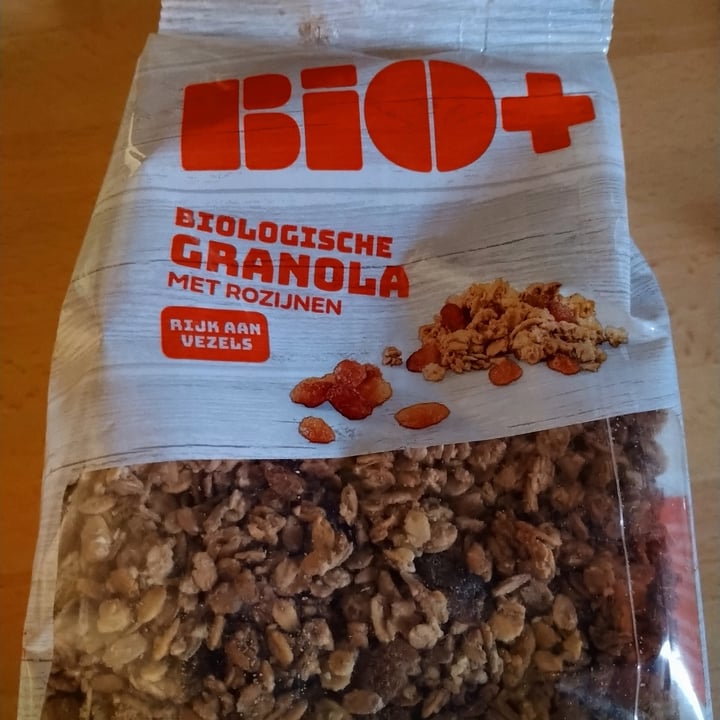 BiO+
BIOLOGISCHE
GRANOLA
MET ROZIJNEN
RIJK AAN
VEZELS